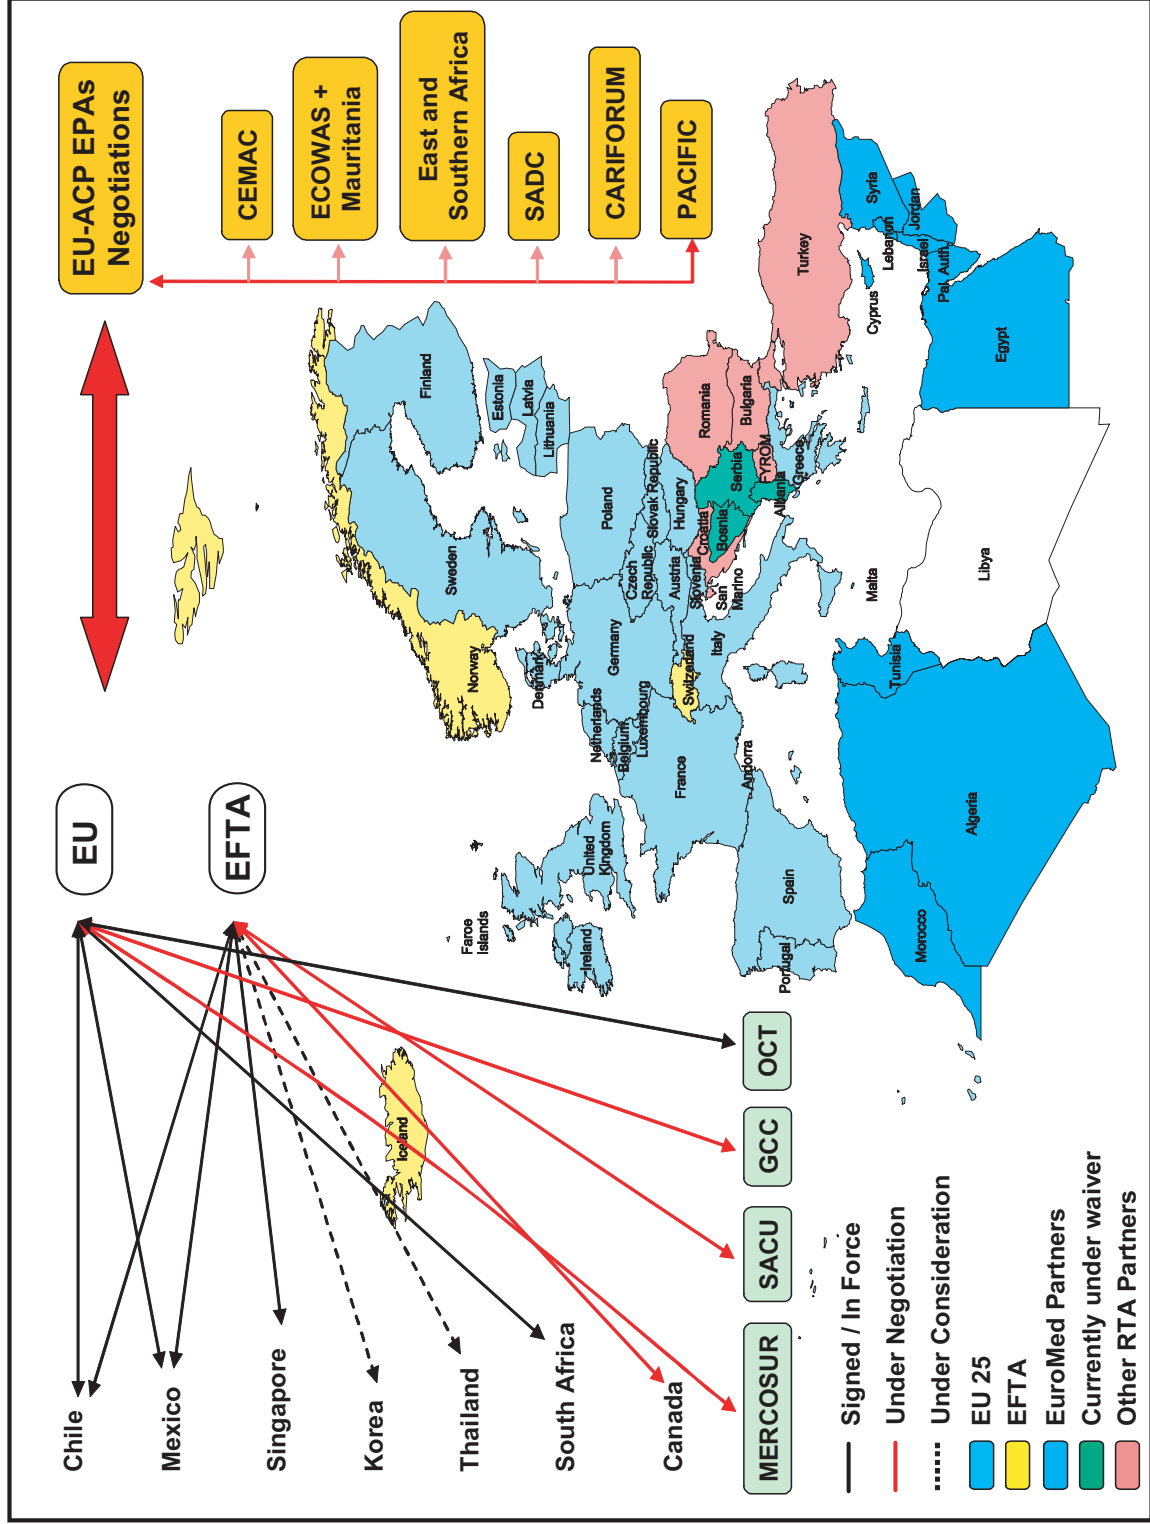 EU-ACP EPAs
Negotiations
CEMAC
ECOWAS +
Mauritania
East and
Southern Africa
SADC
CARIFORUM
PACIFIC
EU
EFTA
Chile
Mexico
Singapore
Korea
Thailand
South Africa
Canada
MERCOSUR
SACU
GCC
OCT
Iceland
Faroe
Islands
Norway
Sweden
Finland
Estonia
Latvia
Lithuania
Denmark
Ireland
United
Kingdom
Netherlands
Belgium
Luxembourg
Germany
Poland
Czech
Republic
Slovak Republic
France
Switzerland
Austria
Hungary
Slovenia
Croatia
Romania
Andorra
Italy
San
Marino
Bosnia
Serbia
Bulgaria
FYROM
Albania
Greece
Turkey
Portugal
Spain
Malta
Cyprus
Syria
Lebanon
Jordan
Israel
Pal. Auth.
Morocco
Algeria
Tunisia
Libya
Egypt
Signed / In Force
Under Negotiation
Under Consideration
EU 25
EFTA
EuroMed Partners
Currently under waiver
Other RTA Partners